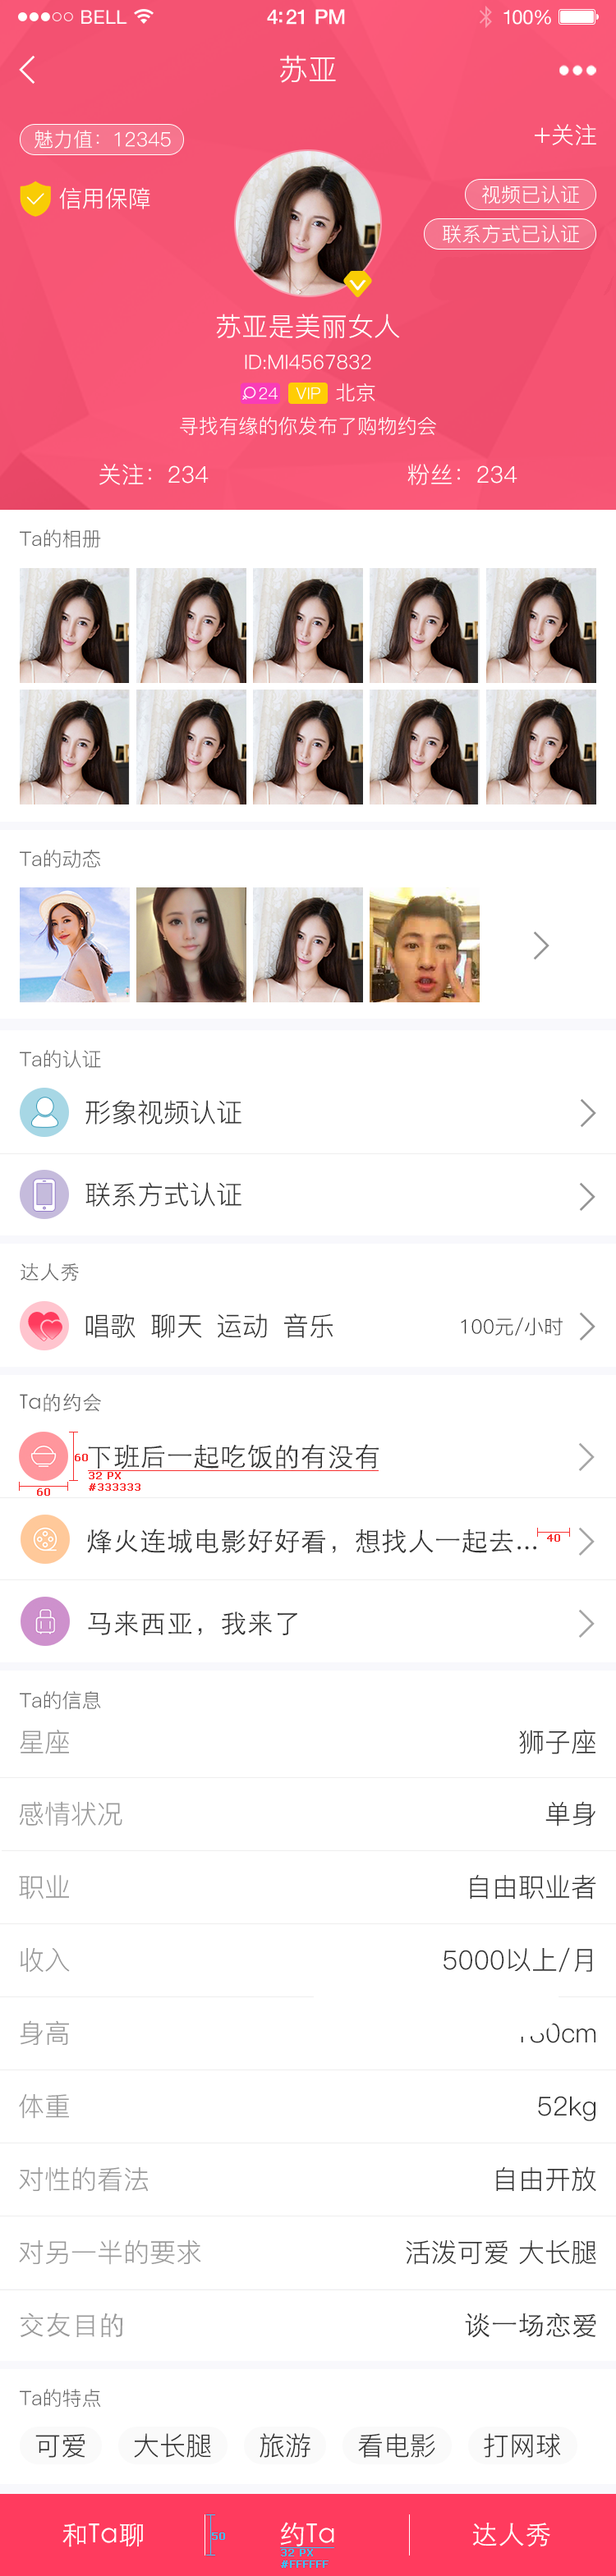 BELL 4:21 PM 100%
苏亚
魅力值：12345
+关注
信用保障
视频已认证
联系方式已认证
苏亚是美丽女人
ID:MI4567832
24 VIP 北京
寻找有缘的你发布了购物约会
关注：234 粉丝：234
Ta的相册
Ta的动态
Ta的认证
形象视频认证
联系方式认证
达人秀
唱歌 聊天 运动 音乐 100元/小时
Ta的约会
下班后一起吃饭的有没有
60
32 PX
#333333
60
烽火连城电影好好看，想找人一起去...
40
马来西亚，我来了
Ta的信息
星座 狮子座
感情状况 单身
职业 自由职业者
收入 5000以上/月
身高
体重 52kg
对性的看法 自由开放
对另一半的要求 活泼可爱 大长腿
交友目的 谈一场恋爱
Ta的特点
可爱 大长腿 旅游 看电影 打网球
和Ta聊 50 约Ta 达人秀
32 PX
#FFFFFF